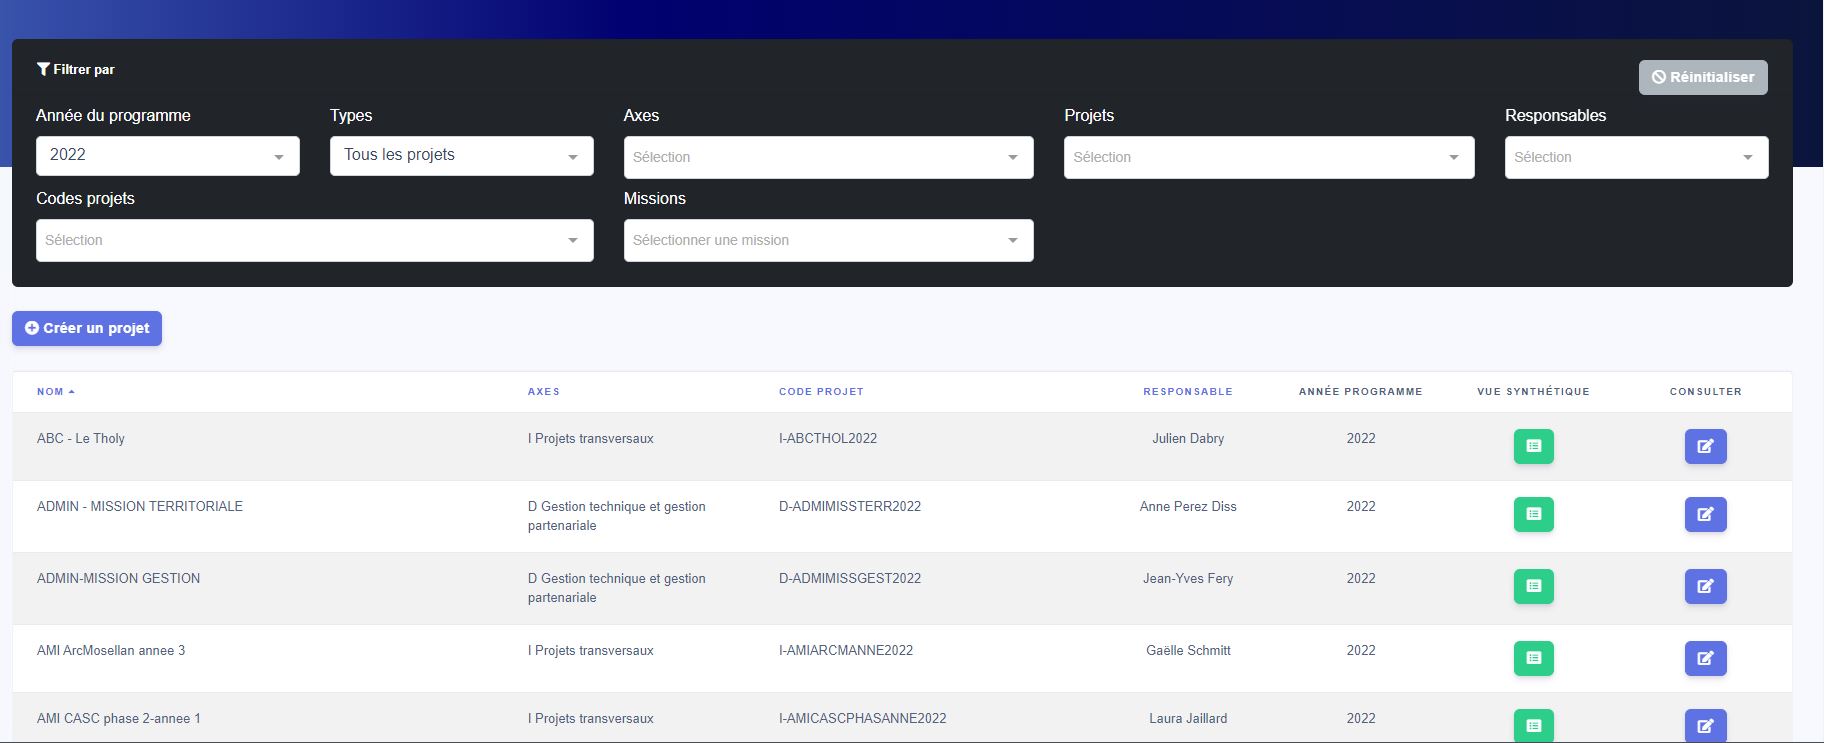 Filtrer par
Réinitialiser
Année du programme Types Axes Projets Responsables
2022 Tous les projets Sélection Sélection Sélection
Codes projets Missions
Sélection Sélectionner une mission
Créer un projet
NOM AXES CODE PROJET RESPONSABLE ANNÉE PROGRAMME VUE SYNTHÉTIQUE CONSULTER
ABC - Le Tholy I Projets transversaux I-ABCTHOL2022 Julien Dabry 2022
ADMIN - MISSION TERRITORIALE D Gestion technique et gestion D-ADMIMISSTERR2022 Anne Perez Diss 2022
partenariale
ADMIN-MISSION GESTION D Gestion technique et gestion D-ADMIMISSGEST2022 Jean-Yves Fery 2022
partenariale
AMI ArcMosellan annee 3 I Projets transversaux I-AMIARCMANNE2022 Gaëlle Schmitt 2022
AMI CASC phase 2-annee 1 I Projets transversaux I-AMICASCPHASANNE2022 Laura Jaillard 2022